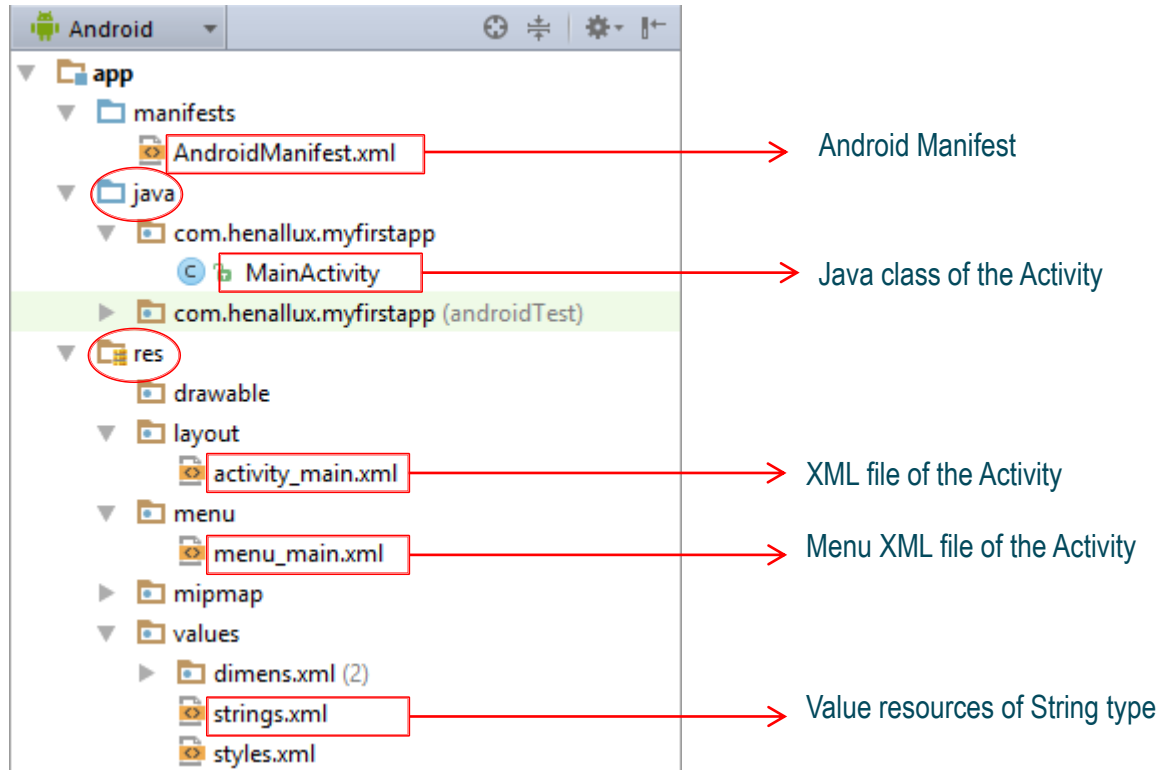 Android
app
manifests
AndroidManifest.xml
Android Manifest
java
com.henallux.myfirstapp
MainActivity
Java class of the Activity
com.henallux.myfirstapp (androidTest)
res
drawable
layout
activity_main.xml
XML file of the Activity
menu
menu_main.xml
Menu XML file of the Activity
mipmap
values
dimens.xml (2)
strings.xml
Value resources of String type
styles.xml